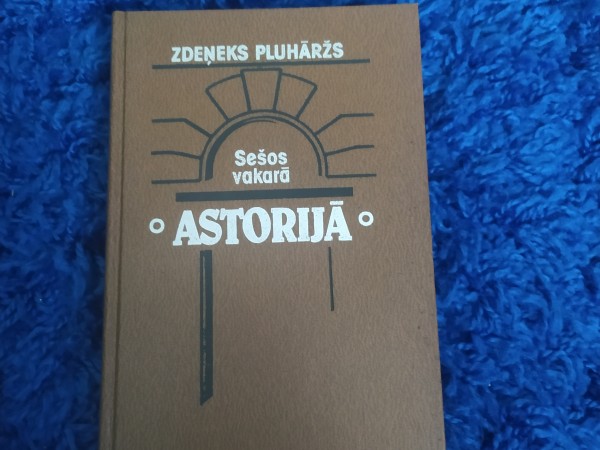 ZDEŅEKS PLUHĀRŽS
Sešos
vakarā
ASTORIJĀ